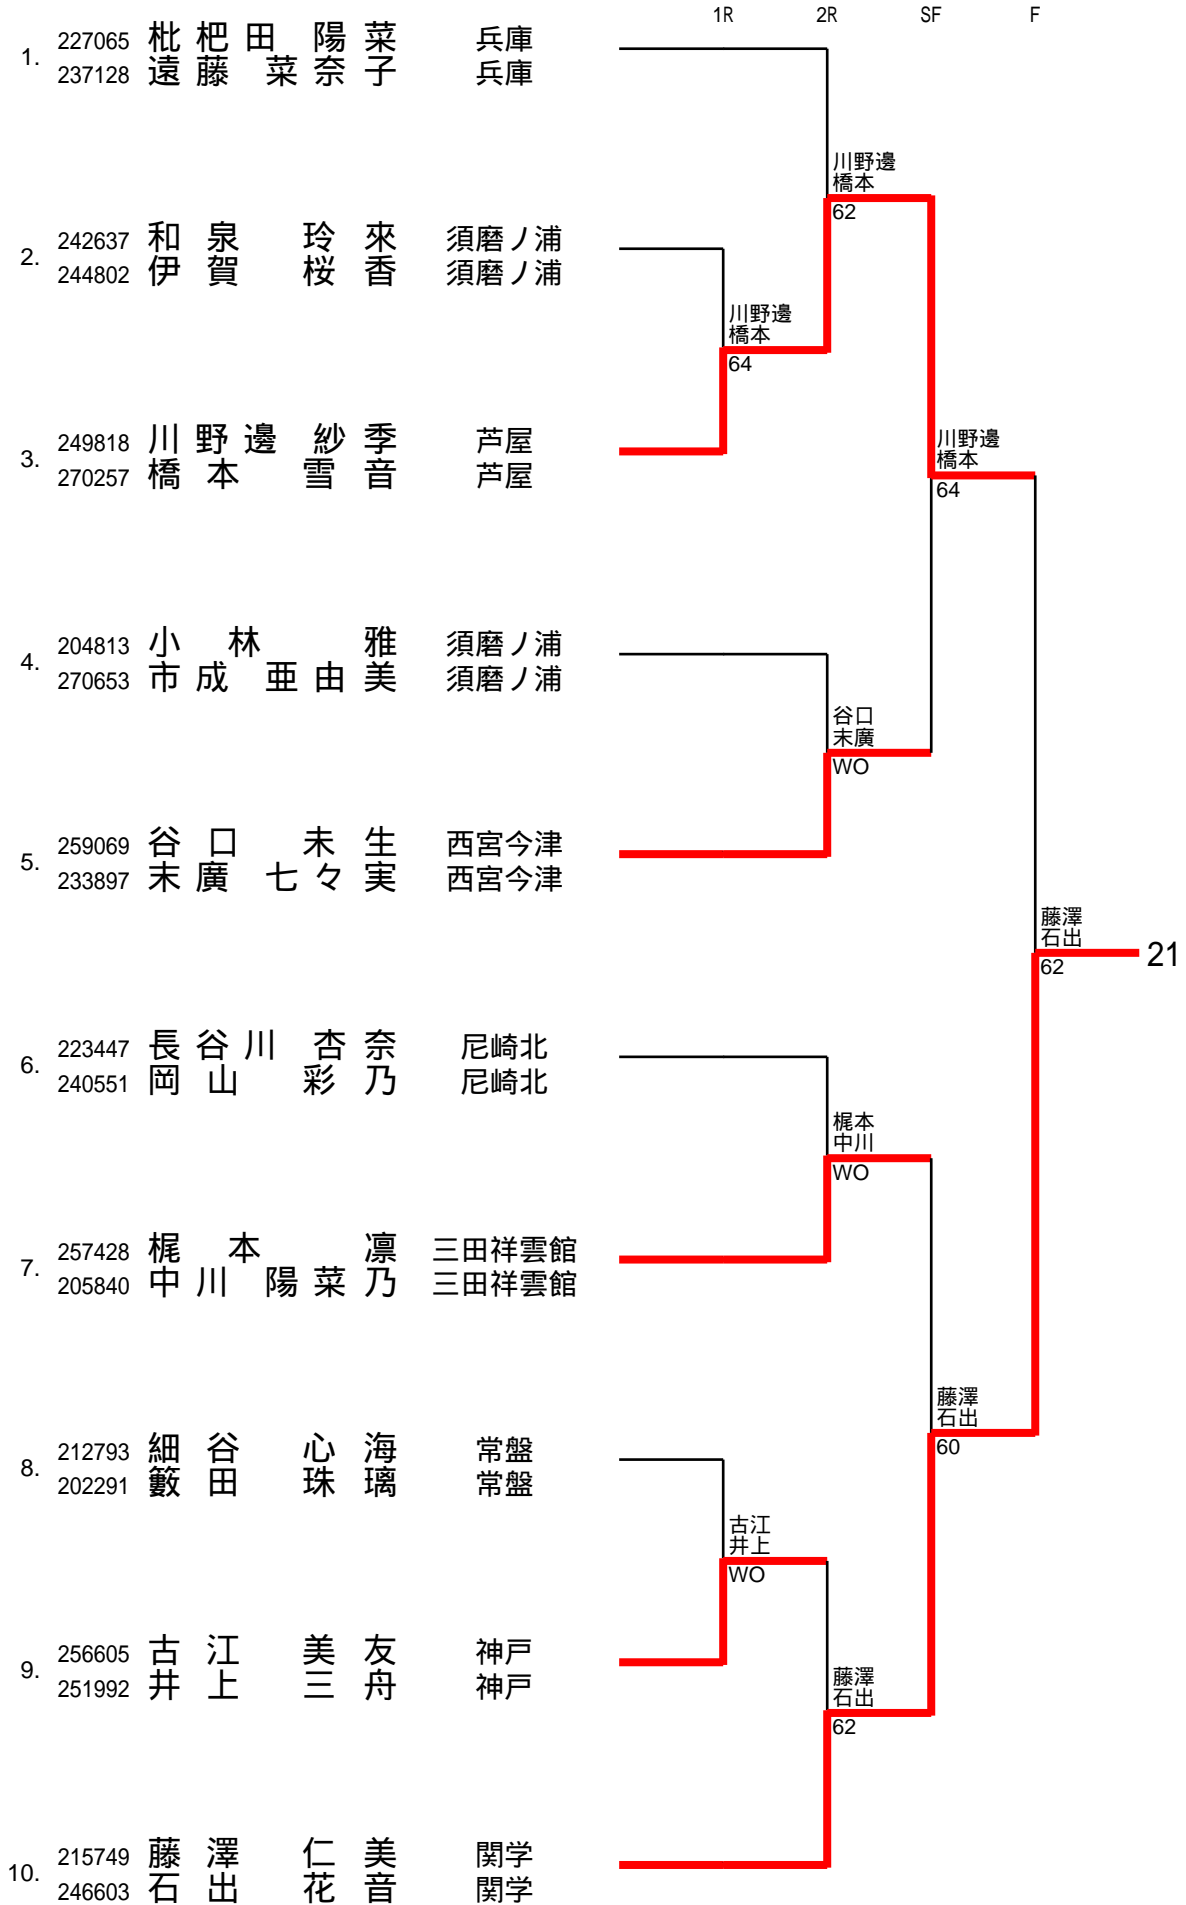 1R 2R SF F
1. 227065 枇杷田 陽菜 兵庫
237128 遠藤 菜奈子 兵庫
川野邊
橋本
62
2. 242637 和泉 玲來 須磨ノ浦
244802 伊賀 桜香 須磨ノ浦
川野邊
橋本
64
3. 249818 川野邊 紗季 芦屋
270257 橋本 雪音 芦屋
川野邊
橋本
64
4. 204813 小林 雅 須磨ノ浦
270653 市成 亜由美 須磨ノ浦
谷口
末廣
WO
5. 259069 谷口 未生 西宮今津
233897 末廣 七々実 西宮今津
藤澤
石出
62
21
6. 223447 長谷川 杏奈 尼崎北
240551 岡山 彩乃 尼崎北
梶本
中川
WO
7. 257428 梶本 凛 三田祥雲館
205840 中川 陽菜乃 三田祥雲館
藤澤
石出
60
8. 212793 細谷 心海 常盤
202291 籔田 珠璃 常盤
古江
井上
WO
9. 256605 古江 美友 神戸
251992 井上 三舟 神戸
藤澤
石出
62
10. 215749 藤澤 仁美 関学
246603 石出 花音 関学